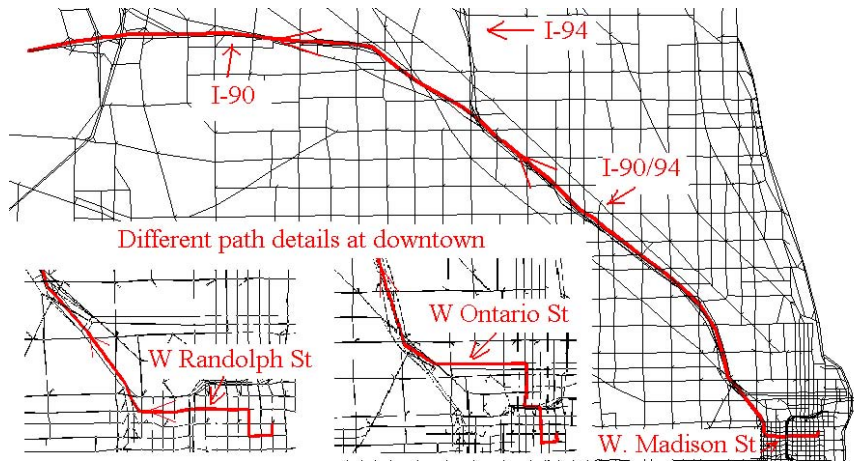 I-94
I-90
I-90/94
Different path details at downtown
W Ontario St
W Randolph St
W. Madison St